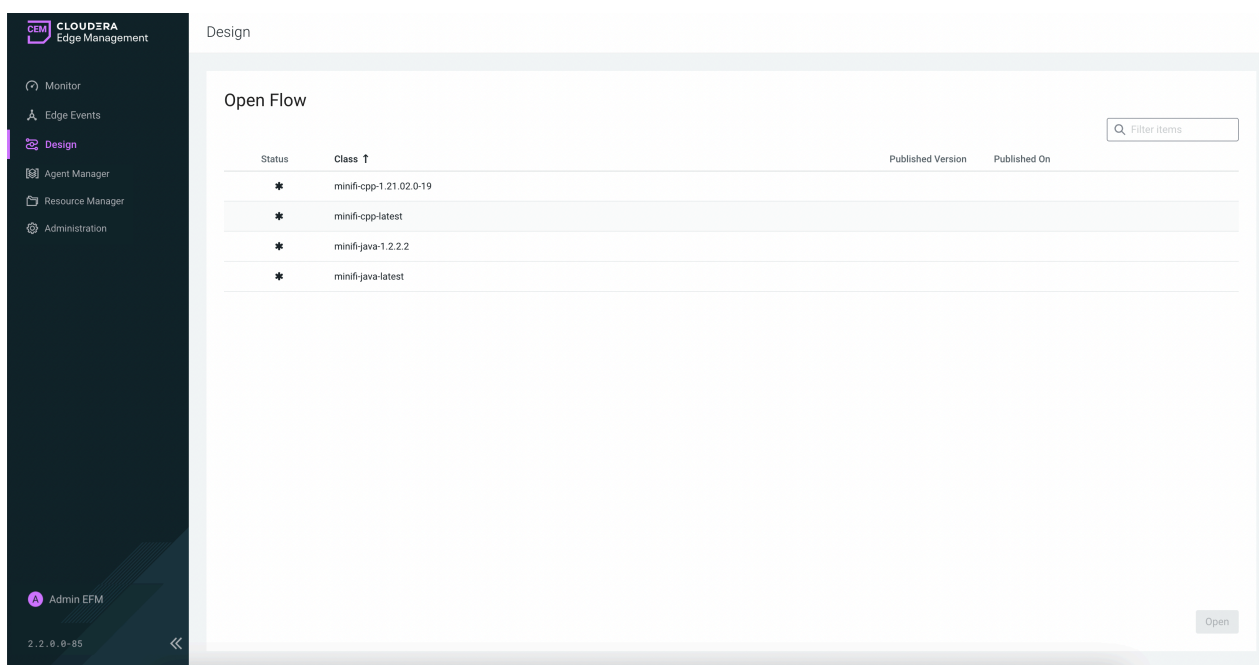 CEM
CLOUDERA
Edge Management
Monitor
Edge Events
Design
Agent Manager
Resource Manager
Administration
Admin EFM
A
2.2.0.0-85
Design
Open Flow
Filter items
Status Class ↑ Published Version Published On
✱ minifi-cpp-1.21.02.0-19
✱ minifi-cpp-latest
✱ minifi-java-1.2.2.2
✱ minifi-java-latest
Open